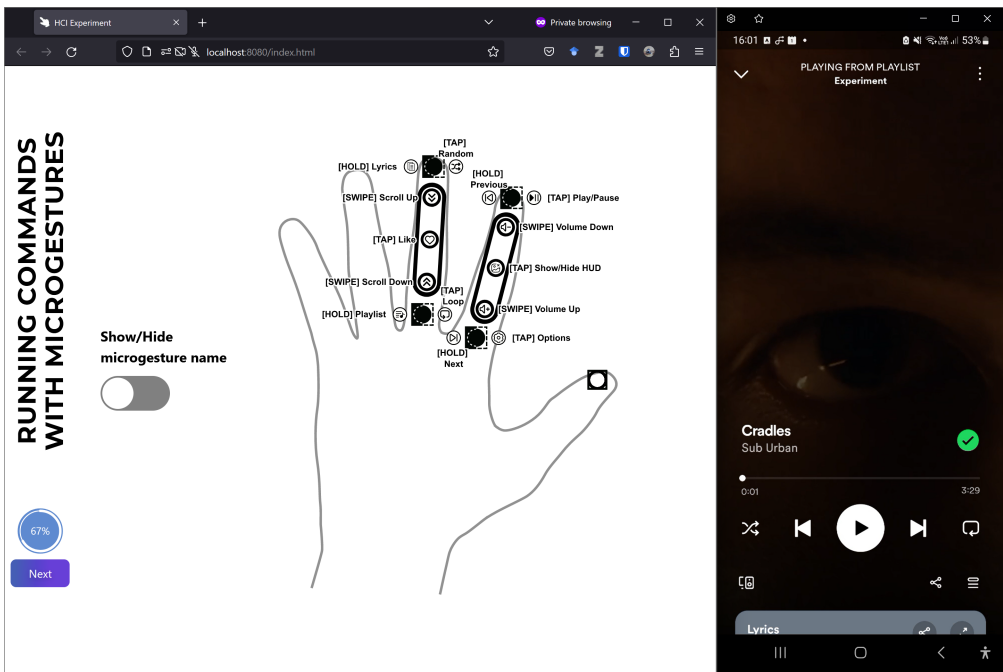 HCI Experiment
Private browsing
localhost:8080/index.html
RUNNING COMMANDS
WITH MICROGESTURES
Show/Hide
microgesture name
67%
Next
[TAP]
Random
[HOLD] Lyrics
[SWIPE] Scroll Up
[TAP] Like
[SWIPE] Scroll Down
[TAP]
Loop
[HOLD] Playlist
[HOLD]
Previous
[TAP] Play/Pause
[SWIPE] Volume Down
[TAP] Show/Hide HUD
[SWIPE] Volume Up
[TAP] Options
[HOLD]
Next
16:01
53%
PLAYING FROM PLAYLIST
Experiment
Cradles
Sub Urban
0:01
3:29
Lyrics